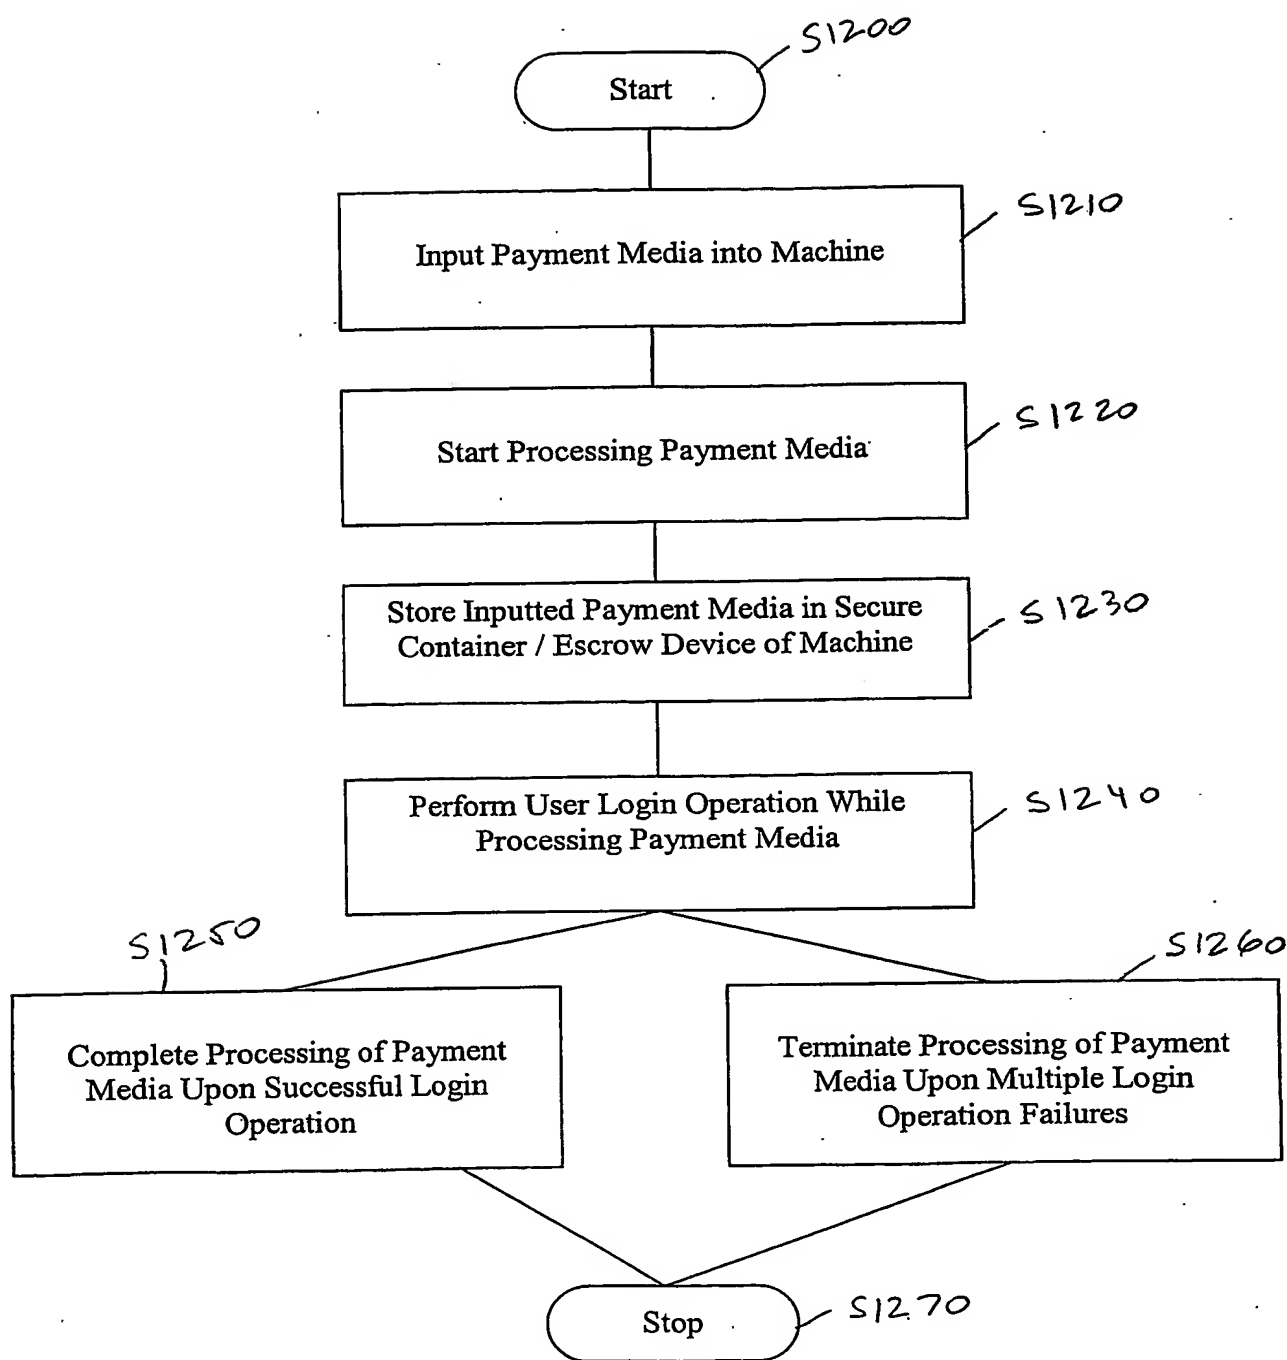 S1200
Start
S1210
Input Payment Media into Machine
S1220
Start Processing Payment Media
S1230
Store Inputted Payment Media in Secure
Container / Escrow Device of Machine
S1240
Perform User Login Operation While
Processing Payment Media
S1250
Complete Processing of Payment
Media Upon Successful Login
Operation
S1260
Terminate Processing of Payment
Media Upon Multiple Login
Operation Failures
Stop
S1270